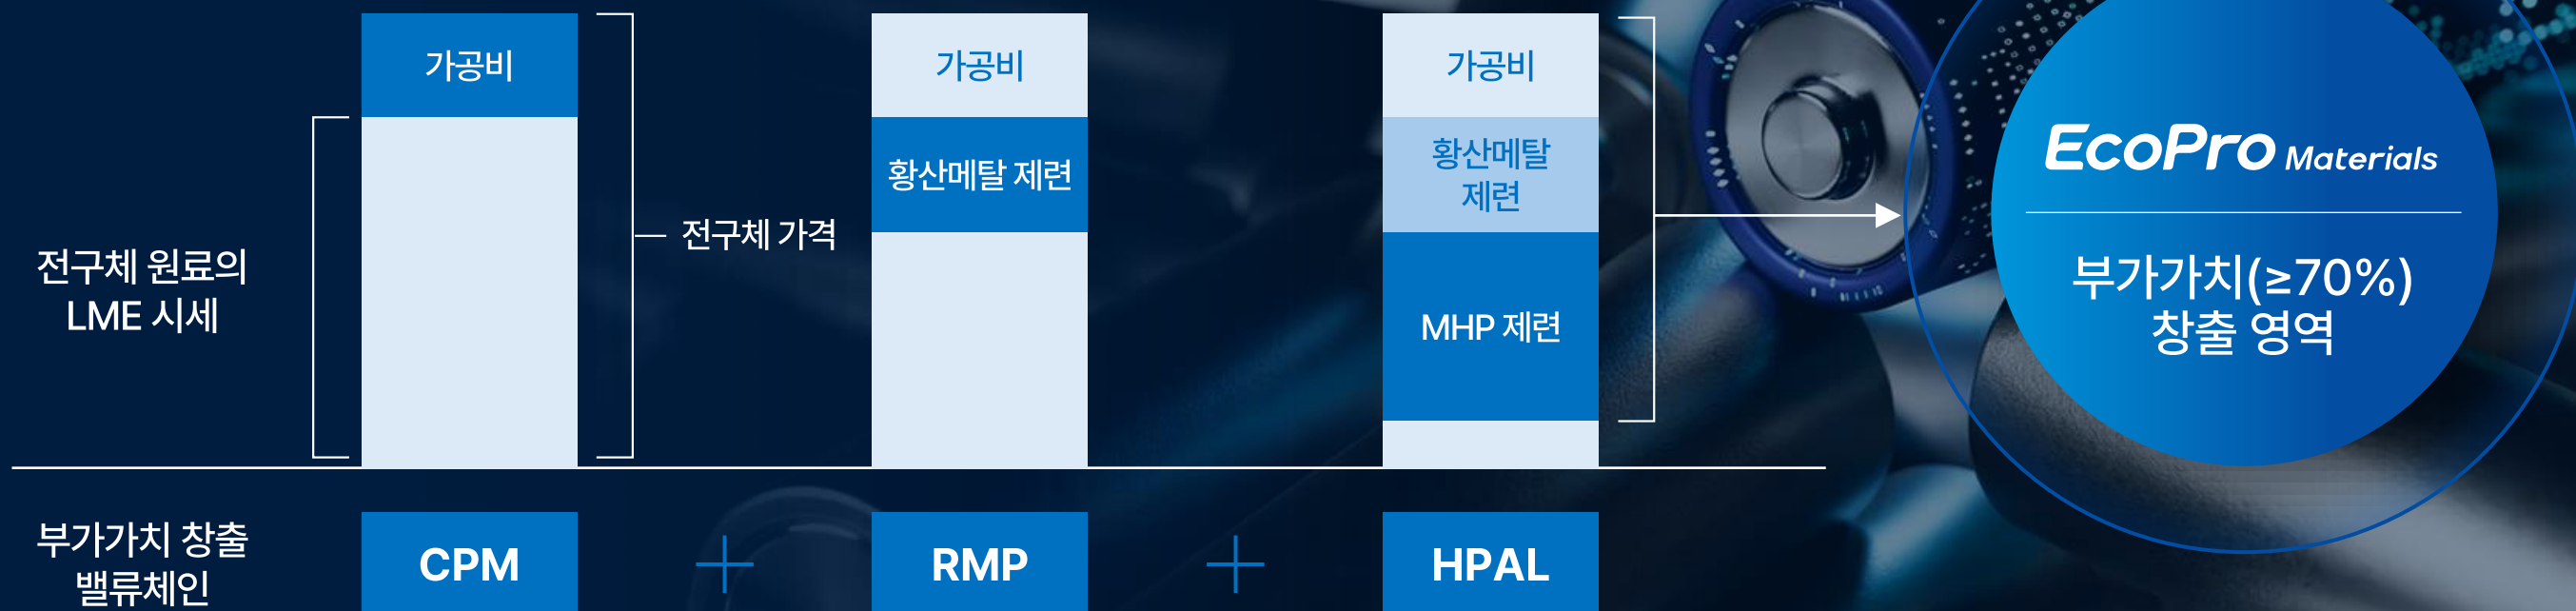 가공비
전구체 원료의
LME 시세
전구체 가격
가공비
황산메탈 제련
가공비
황산메탈
제련
MHP 제련
EcoPro Materials
부가가치(≥70%)
창출 영역
부가가치 창출
밸류체인
CPM
+
RMP
+
HPAL